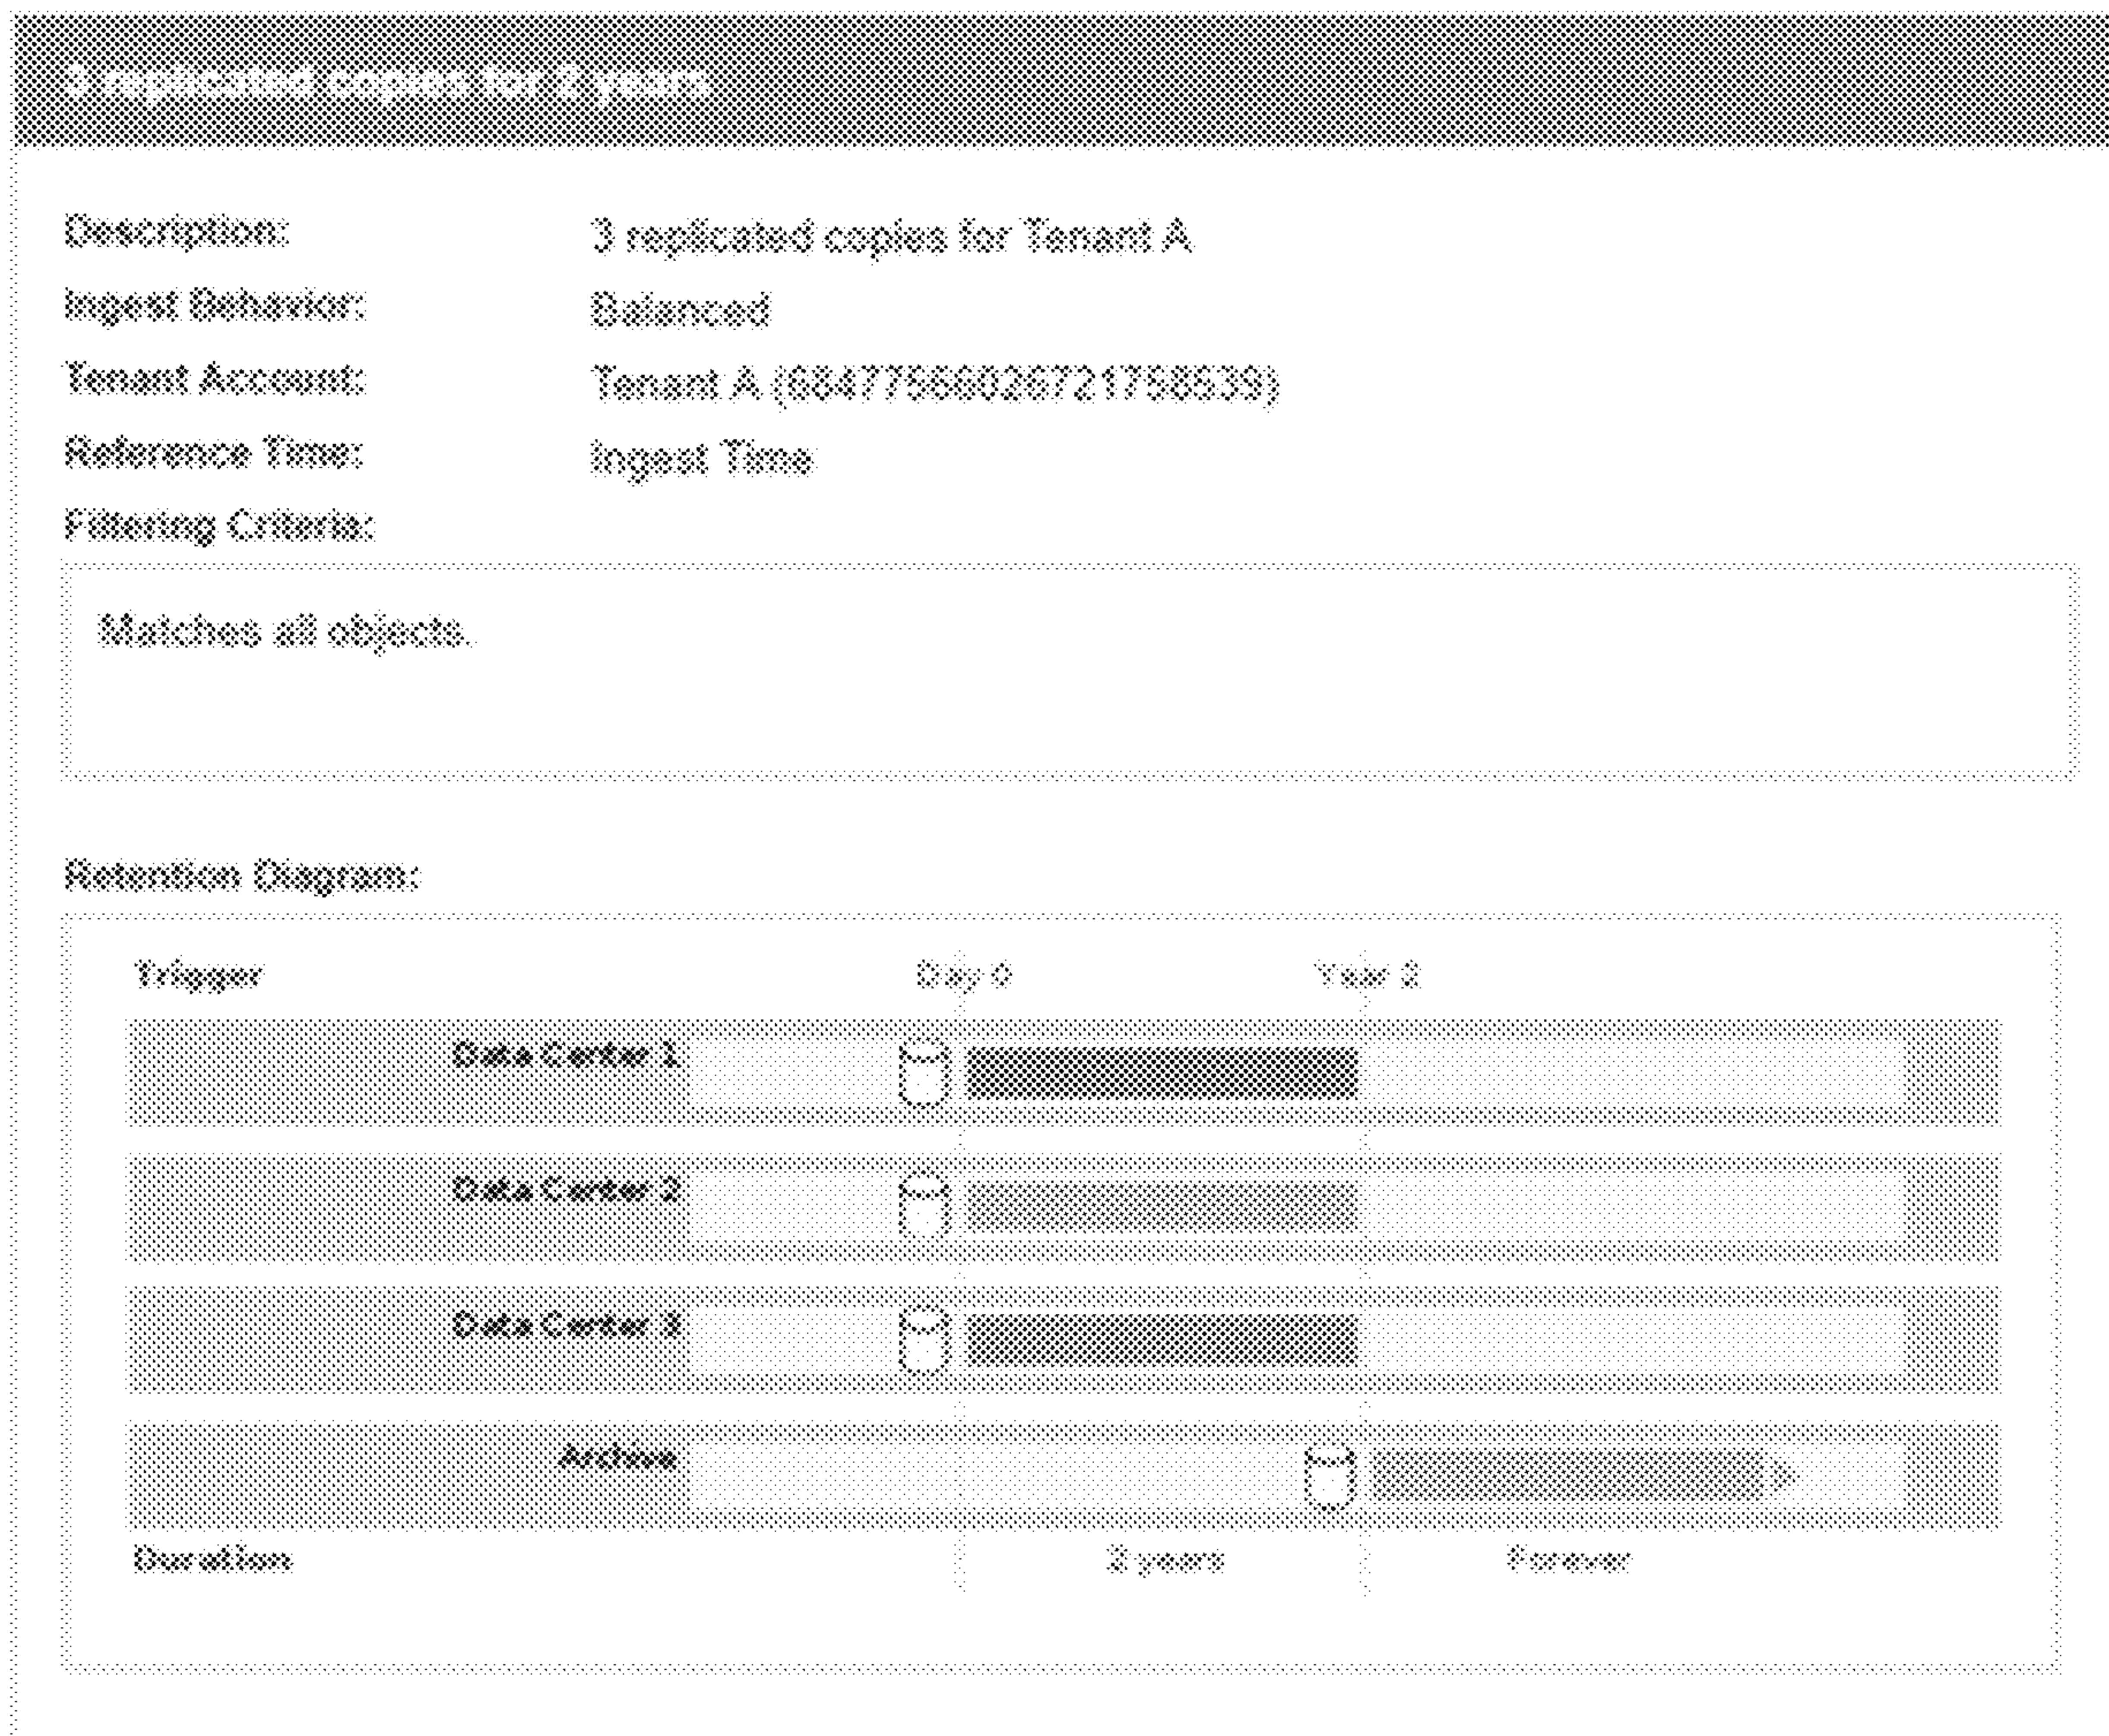 3 replicated copies for 2 years
Description: 3 replicated copies for Tenant A
Ingest Behavior: Balanced
Tenant Account: Tenant A
Reference Time: Ingest Time
Filtering Criteria:
Matches all objects.
Retention Diagram:
Trigger Day 0 Year 2
Data Center 1
Data Center 2
Data Center 3
Archive
Duration 2 years Forever